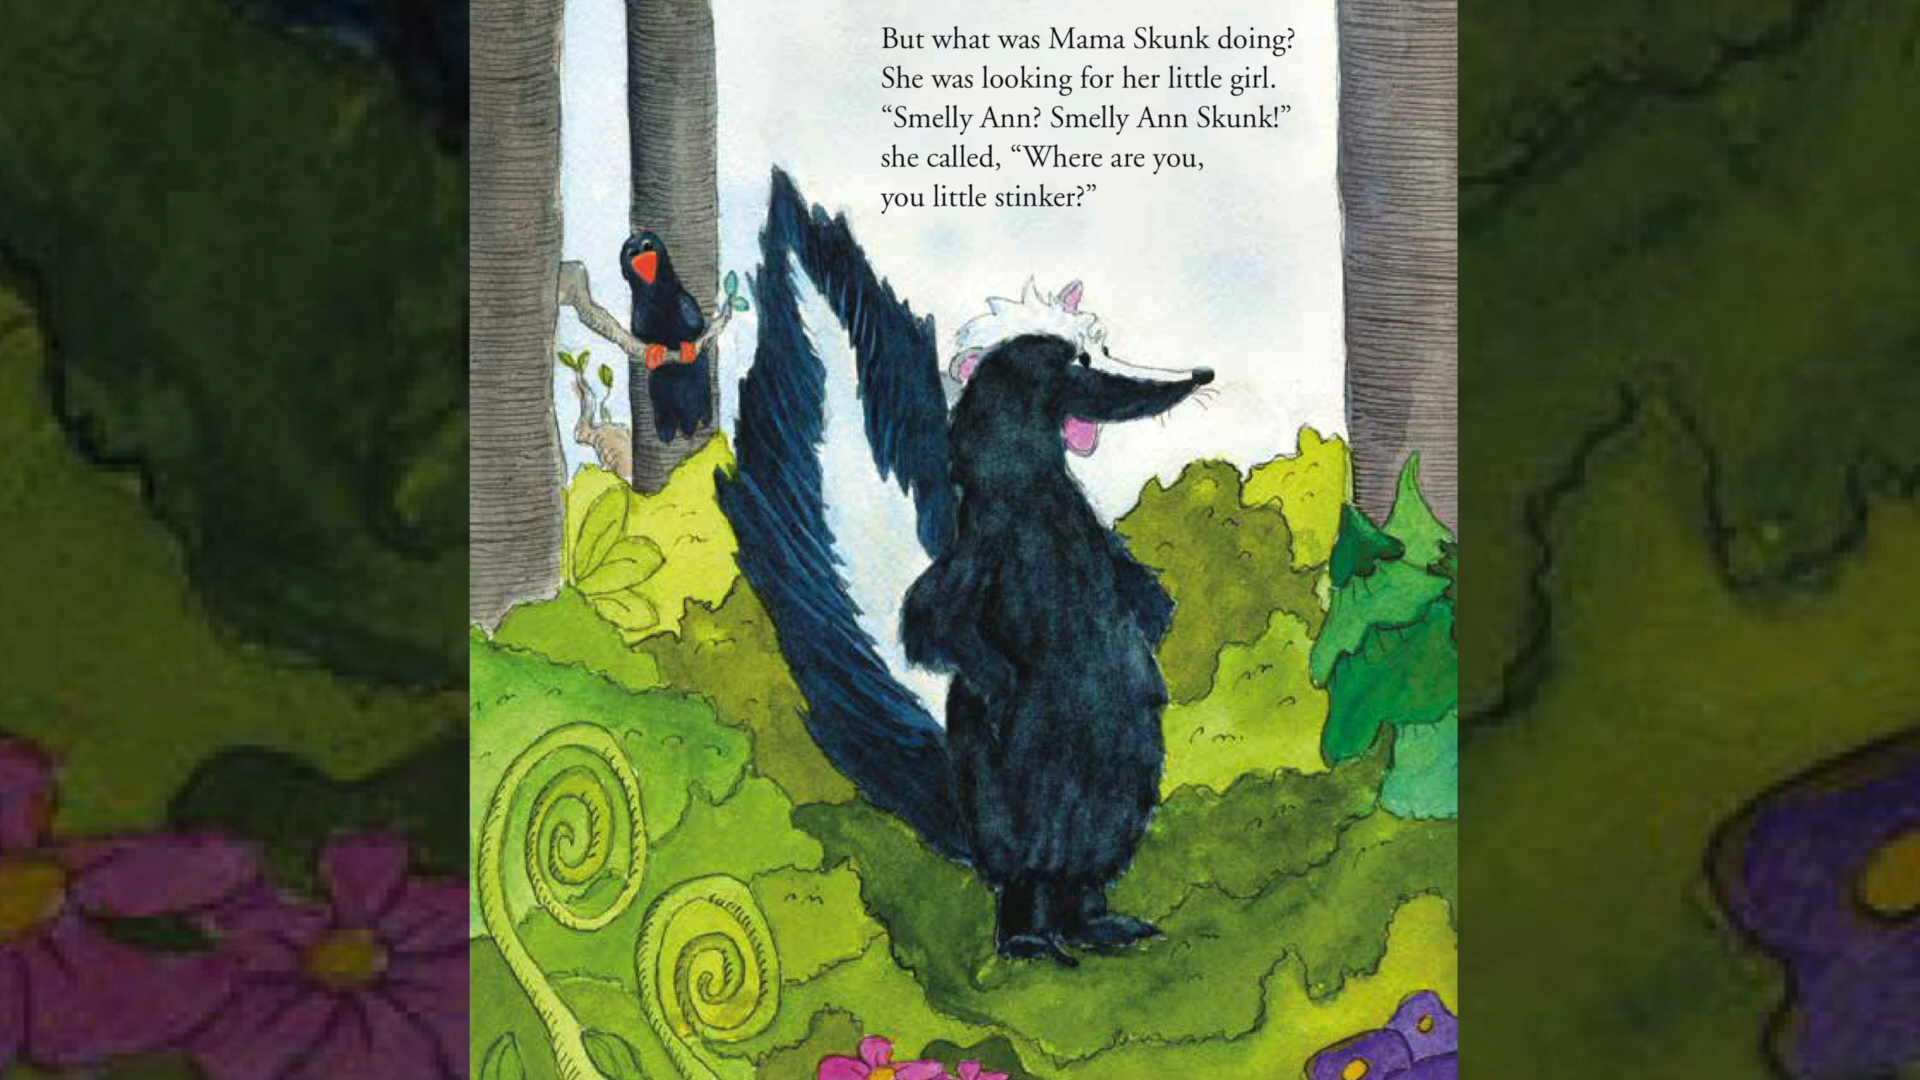 But what was Mama Skunk doing?
She was looking for her little girl.
“Smelly Ann? Smelly Ann Skunk!”
she called, “Where are you,
you little stinker?”